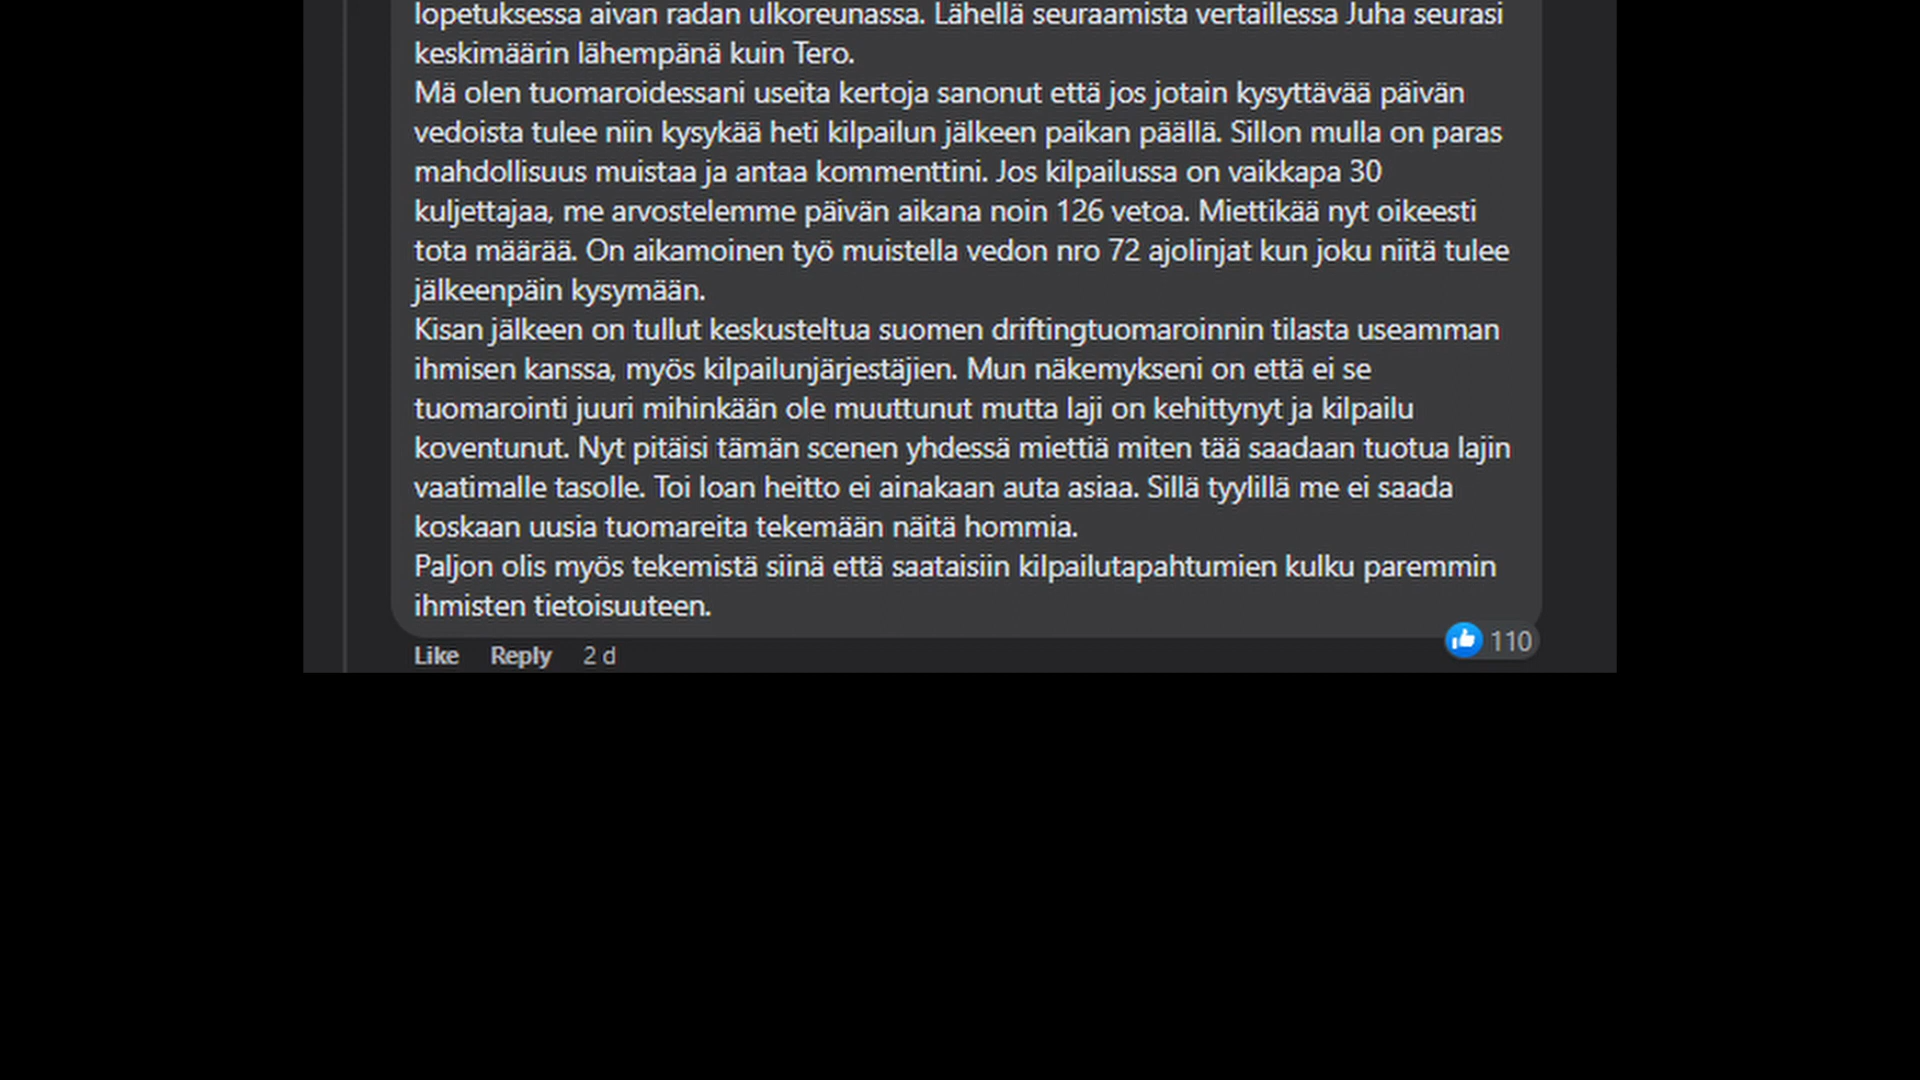 lopetuksessa aivan radan ulkoreunassa. Lähellä seuraamista vertaillessa Juha seurasi
keskimäärin lähempänä kuin Tero.
Mä olen tuomaroidessani useita kertoja sanonut että jos jotain kysyttävää päivän
vedoista tulee niin kysykää heti kilpailun jälkeen paikan päällä. Sillon mulla on paras
mahdollisuus muistaa ja antaa kommenttini. Jos kilpailussa on vaikkapa 30
kuljettajaa, me arvostelemme päivän aikana noin 126 vetoa. Miettikää nyt oikeesti
tota määrää. On aikamoinen työ muistella vedon nro 72 ajolinjat kun joku niitä tulee
jälkeenpäin kysymään.
Kisan jälkeen on tullut keskusteltua suomen driftingtuomaroinnin tilasta useamman
ihmisen kanssa, myös kilpailunjärjestäjien. Mun näkemykseni on että ei se
tuomarointi juuri mihinkään ole muuttunut mutta laji on kehittynyt ja kilpailu
koventunut. Nyt pitäisi tämän scenen yhdessä miettiä miten tää saadaan tuotua lajin
vaatimalle tasolle. Toi loan heitto ei ainakaan auta asiaa. Sillä tyylillä me ei saada
koskaan uusia tuomareita tekemään näitä hommia.
Paljon olis myös tekemistä siinä että saataisiin kilpailutapahtumien kulku paremmin
ihmisten tietoisuuteen.
110
Like Reply 2 d